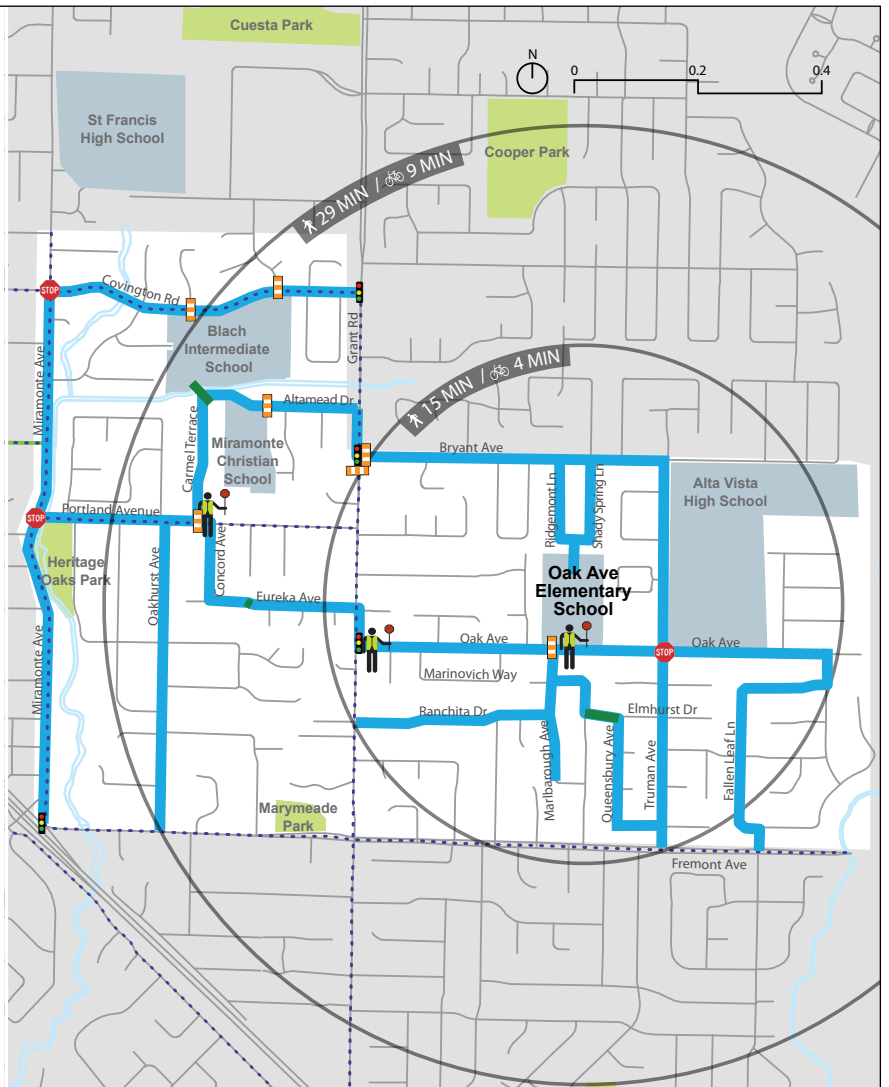 Cuesta Park
N
0
0.2
0.4
St Francis
High School
Cooper Park
29 MIN / 9 MIN
STOP
Covington Rd
Grant Rd
Blach
Intermediate
School
Miramonte Ave
15 MIN / 4 MIN
Altamead Dr
Carmel Terrace
Miramonte
Christian
School
Bryant Ave
Ridgemont Ln
Shady Spring Ln
Alta Vista
High School
STOP
Portland Avenue
Concord Ave
Oakhurst Ave
Heritage
Oaks Park
Eureka Ave
Oak Ave
Elementary
School
Oak Ave
STOP
Oak Ave
Marinovich Way
Miramonte Ave
Ranchita Dr
Elmhurst Dr
Marlbarough Ave
Queensbury Ave
Truman Ave
Fallen Leaf Ln
Marymeade
Park
Fremont Ave